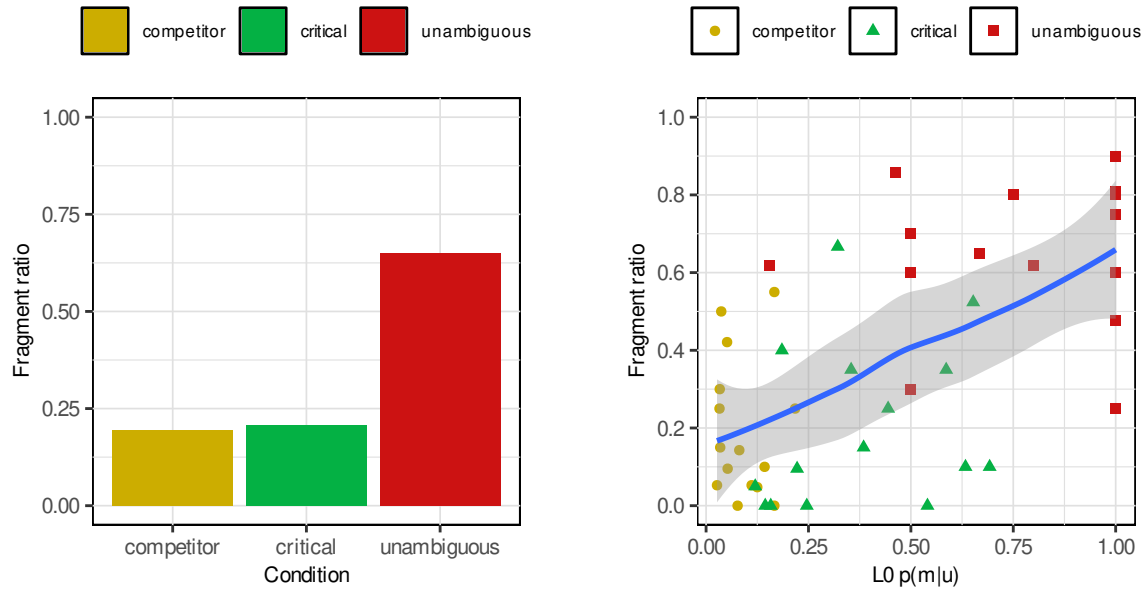 competitor critical unambiguous
1.00
0.75
0.50
0.25
0.00
Fragment ratio
competitor critical unambiguous
Condition
competitor critical unambiguous
1.0
0.8
0.6
0.4
0.2
0.0
Fragment ratio
0.00 0.25 0.50 0.75 1.00
L0 p(m|u)